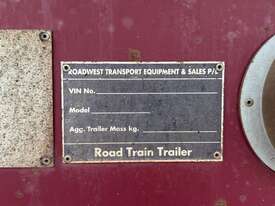 ROADWEST TRANSPORT EQUIPMENT & SALES P/L
VIN No.
Model
Agg. Trailer Mass kg.
Road Train Trailer